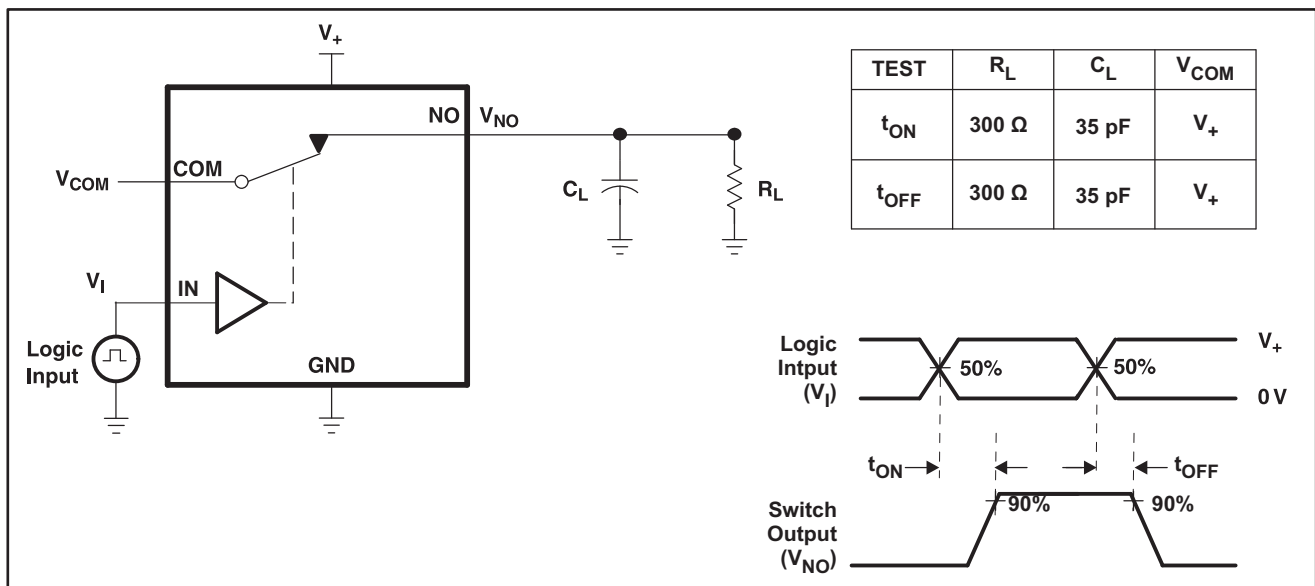 V+
NO
VNO
COM
VCOM
CL
RL
VI
IN
Logic
Input
GND
TEST RL CL VCOM
tON 300 Ω 35 pF V+
tOFF 300 Ω 35 pF V+
Logic
Intput
(VI)
50%
50%
V+
0 V
tON
tOFF
Switch
Output
(VNO)
90%
90%